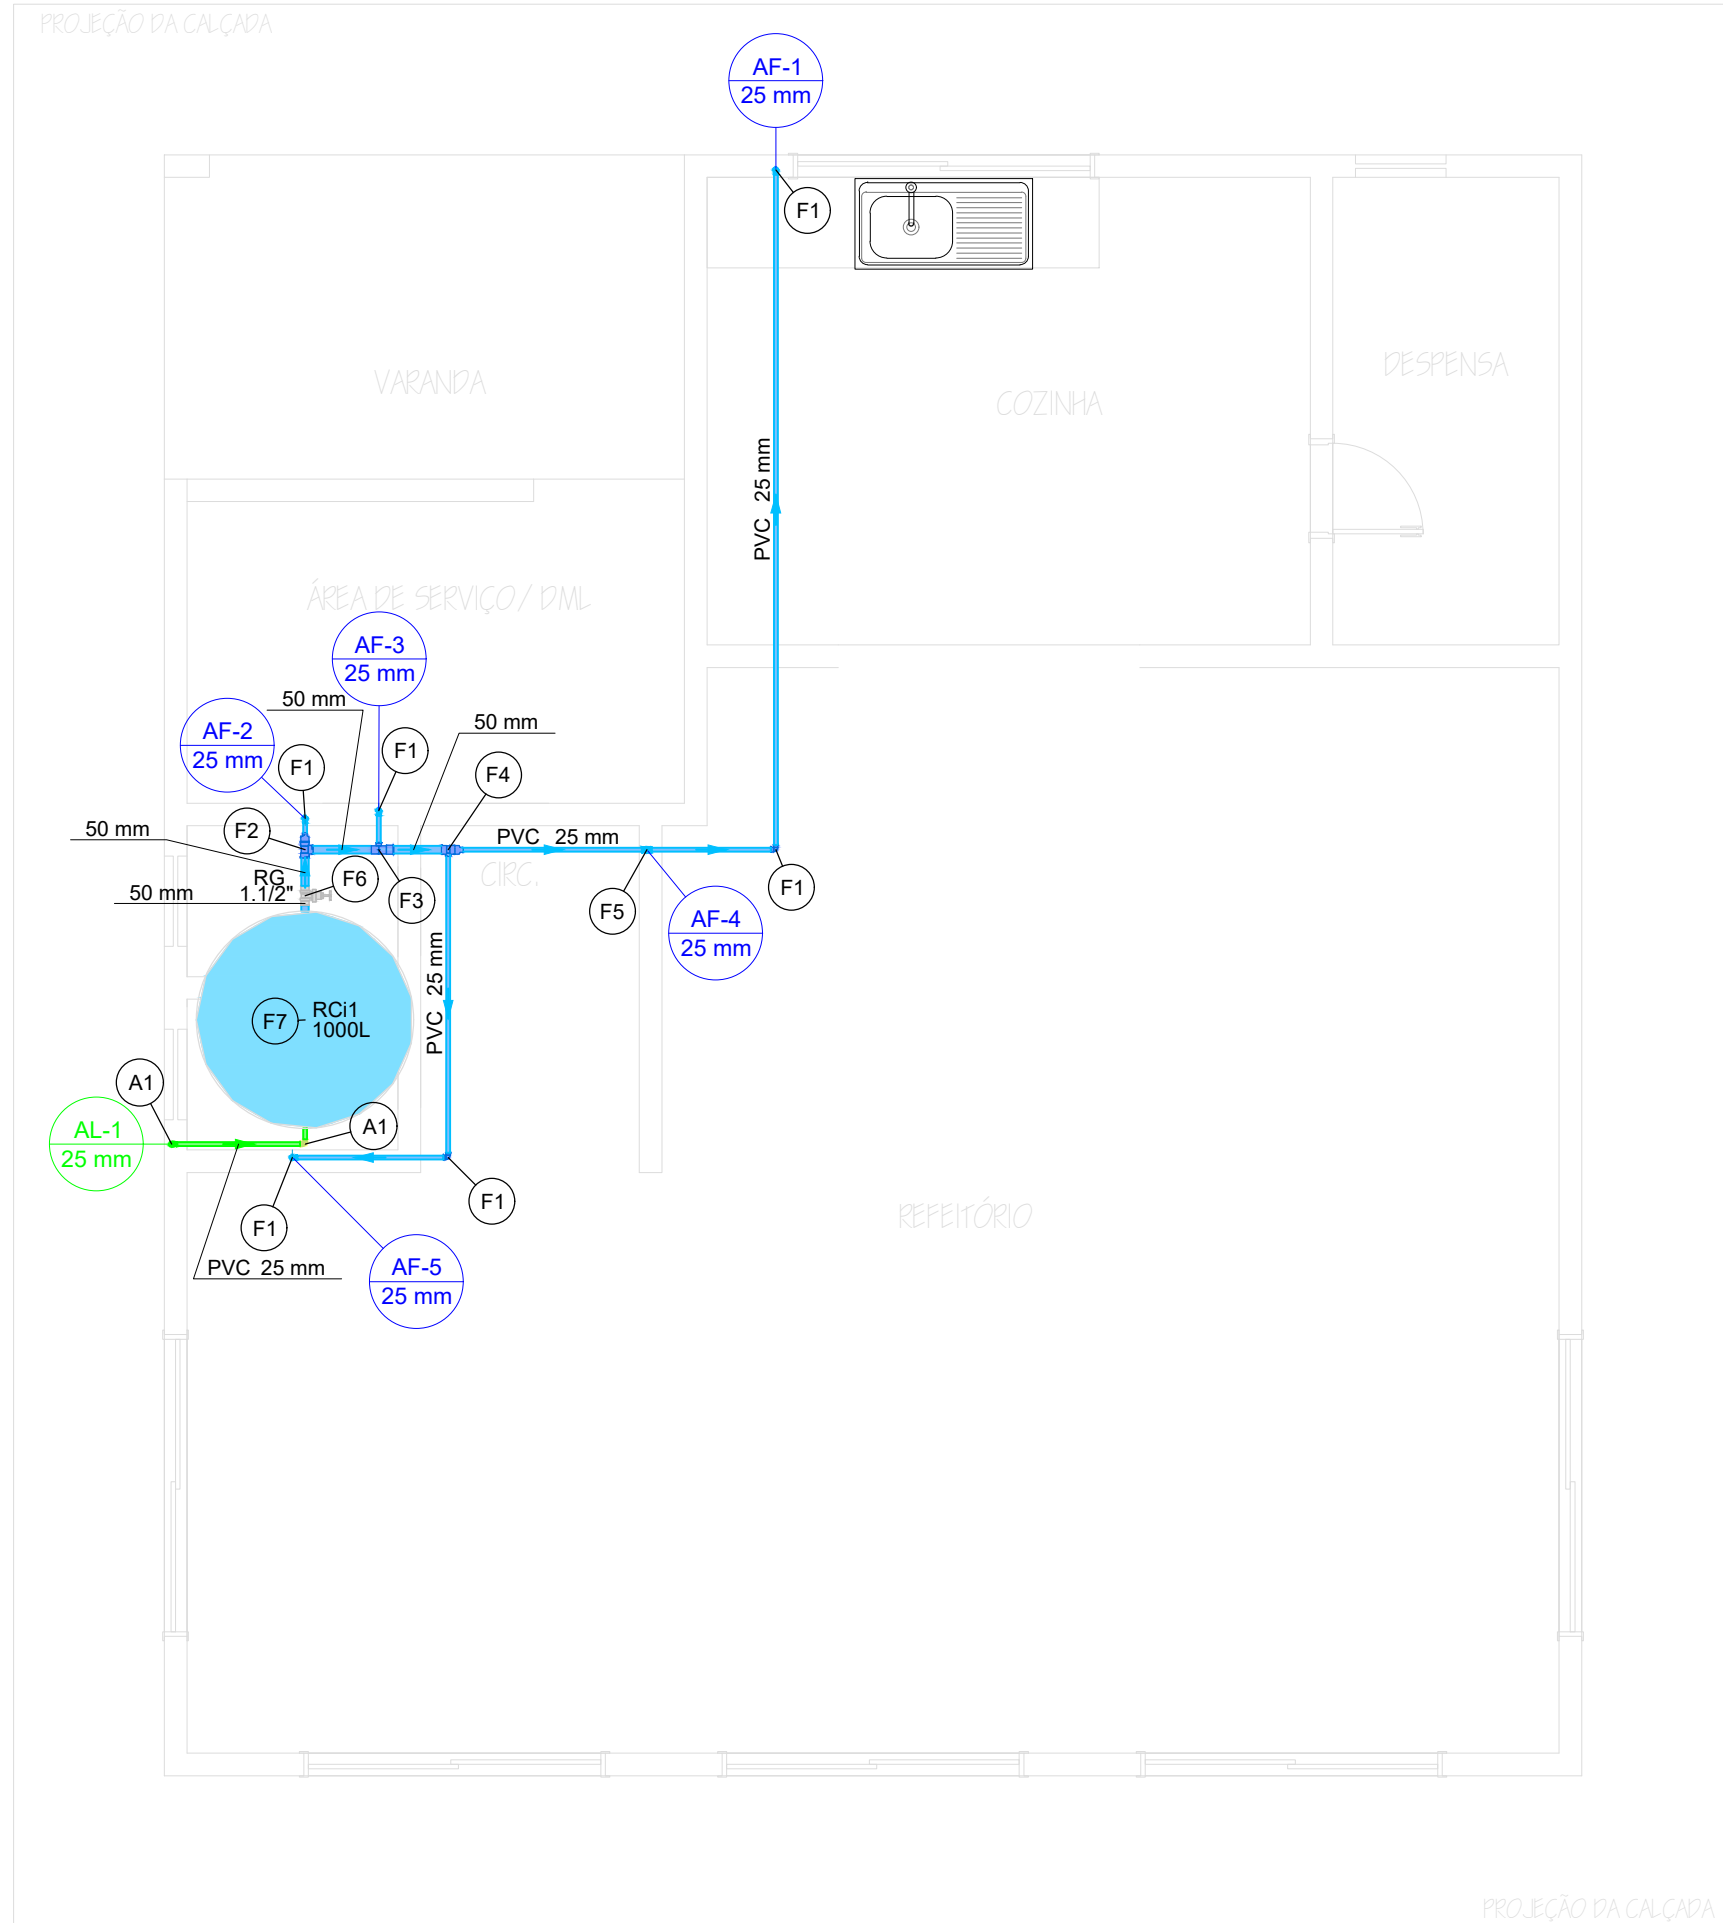 PROJEÇÃO DA CALÇADA
AF-1
25 mm
F1
VARANDA
COZINHA
DESPENSA
PVC 25 mm
ÁREA DE SERVIÇO / DML
AF-3
25 mm
50 mm
AF-2
25 mm
F1
F1
50 mm
F4
50 mm
F2
PVC 25 mm
CIRC.
RG
1.1/2"
F6
50 mm
F3
F5
AF-4
25 mm
F1
PVC 25 mm
F7
RCi1
1000L
A1
AL-1
25 mm
A1
F1
F1
PVC 25 mm
AF-5
25 mm
REFEITÓRIO
PROJEÇÃO DA CALÇADA